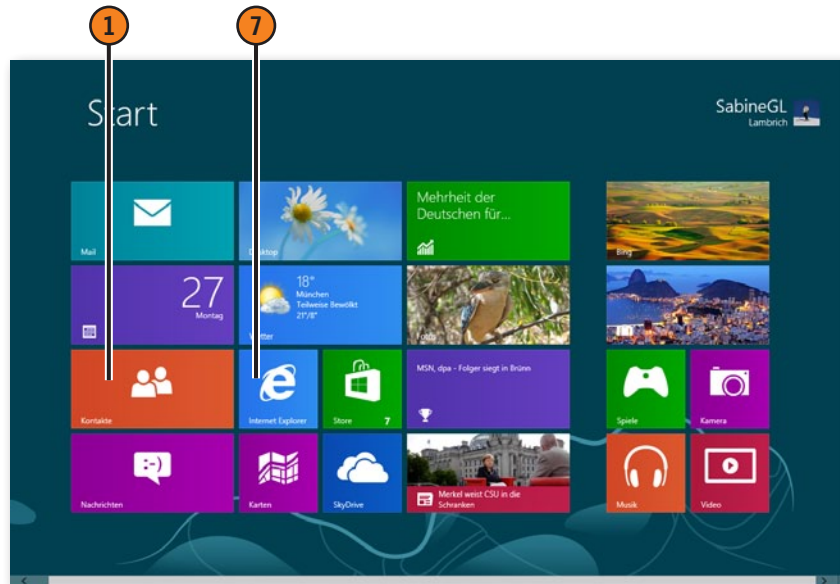 1
7
Start
SabineGL
Lambrich
Mail
Desktop
Mehrheit der
Deutschen für...
Bing
27
Montag
18°
München
Teilweise Bewölkt
21°/8°
Wetter
Fotos
Kontakte
Internet Explorer
Store
7
MSN, dpa - Folger siegt in Brünn
Spiele
Kamera
Nachrichten
:-)
Karten
SkyDrive
Merkel weist CSU in die
Schranken
Musik
Video